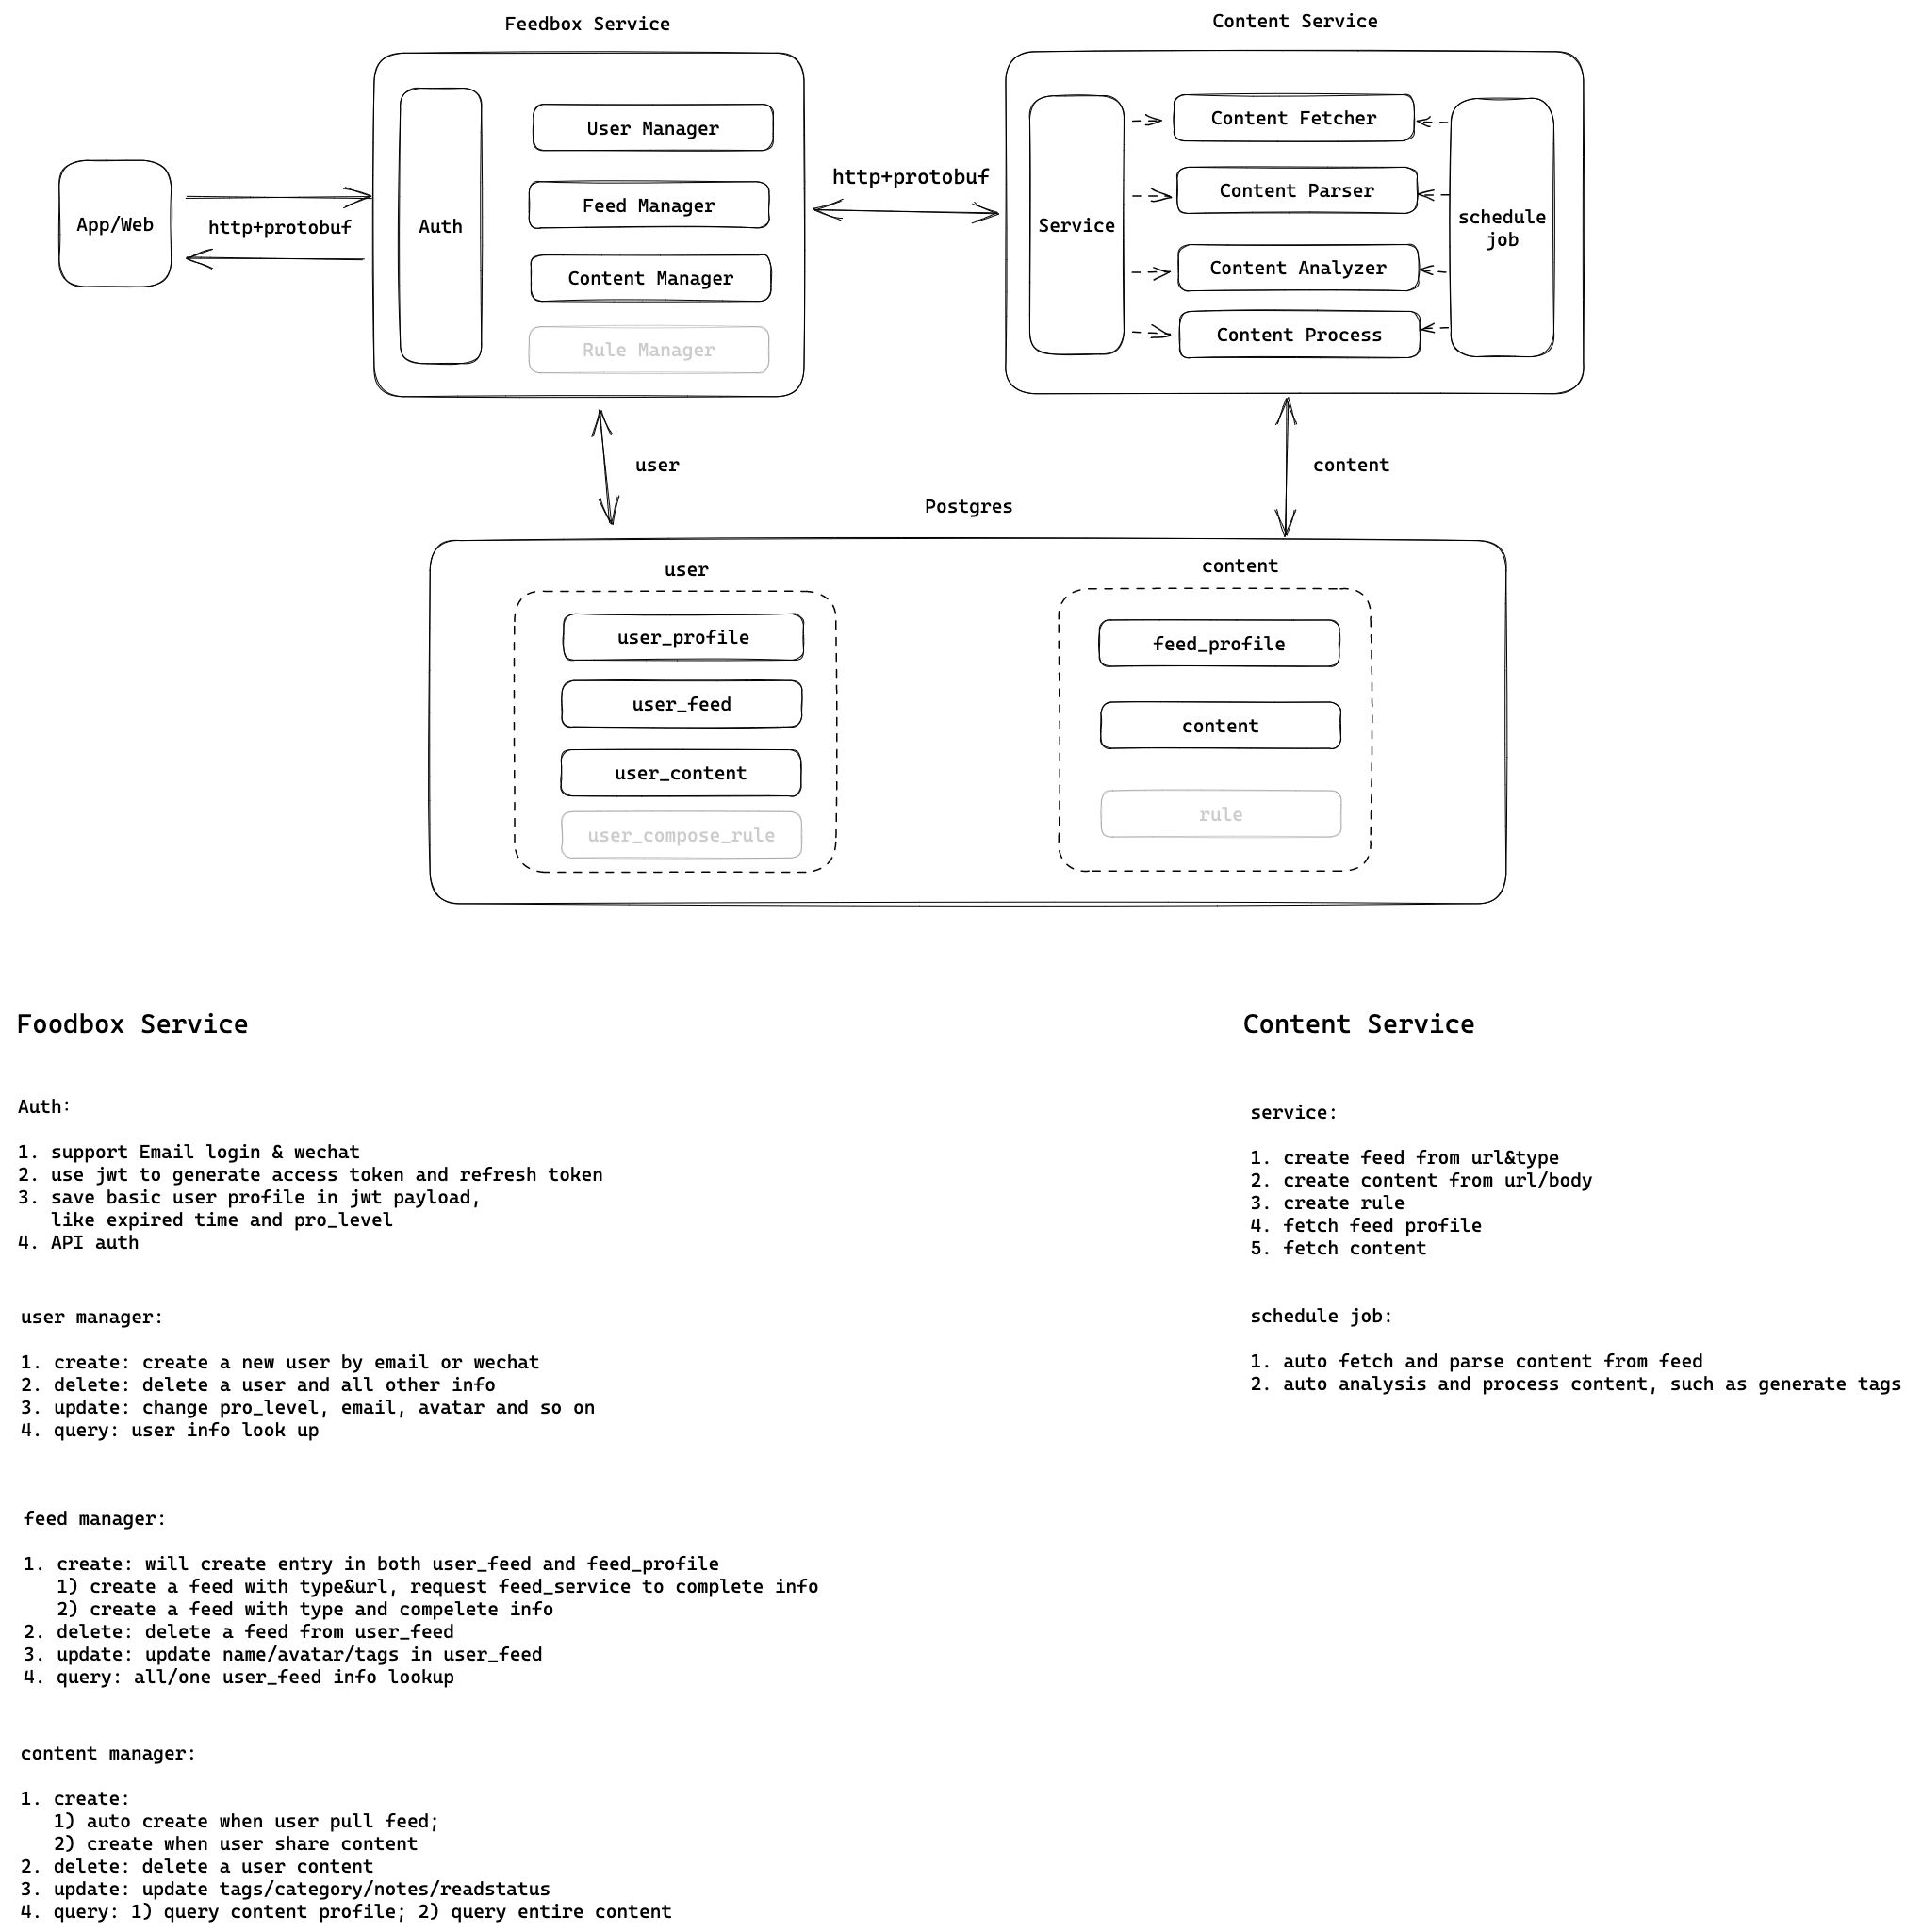 Feedbox Service
Content Service
App/Web
http+protobuf
Auth
User Manager
Feed Manager
Content Manager
Rule Manager
http+protobuf
Service
Content Fetcher
Content Parser
Content Analyzer
Content Process
schedule
job
user
content
Postgres
user
user_profile
user_feed
user_content
user_compose_rule
content
feed_profile
content
rule
Foodbox Service
Auth:
1. support Email login & wechat
2. use jwt to generate access token and refresh token
3. save basic user profile in jwt payload,
like expired time and pro_level
4. API auth
user manager:
1. create: create a new user by email or wechat
2. delete: delete a user and all other info
3. update: change pro_level, email, avatar and so on
4. query: user info look up
feed manager:
1. create: will create entry in both user_feed and feed_profile
1) create a feed with type&url, request feed_service to complete info
2) create a feed with type and compelete info
2. delete: delete a feed from user_feed
3. update: update name/avatar/tags in user_feed
4. query: all/one user_feed info lookup
content manager:
1. create:
1) auto create when user pull feed;
2) create when user share content
2. delete: delete a user content
3. update: update tags/category/notes/readstatus
4. query: 1) query content profile; 2) query entire content
Content Service
service:
1. create feed from url&type
2. create content from url/body
3. create rule
4. fetch feed profile
5. fetch content
schedule job:
1. auto fetch and parse content from feed
2. auto analysis and process content, such as generate tags